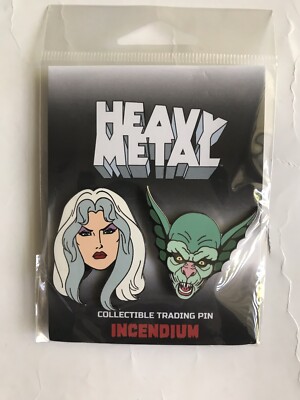 HEAVY
METAL
COLLECTIBLE TRADING PIN
INCENDIUM